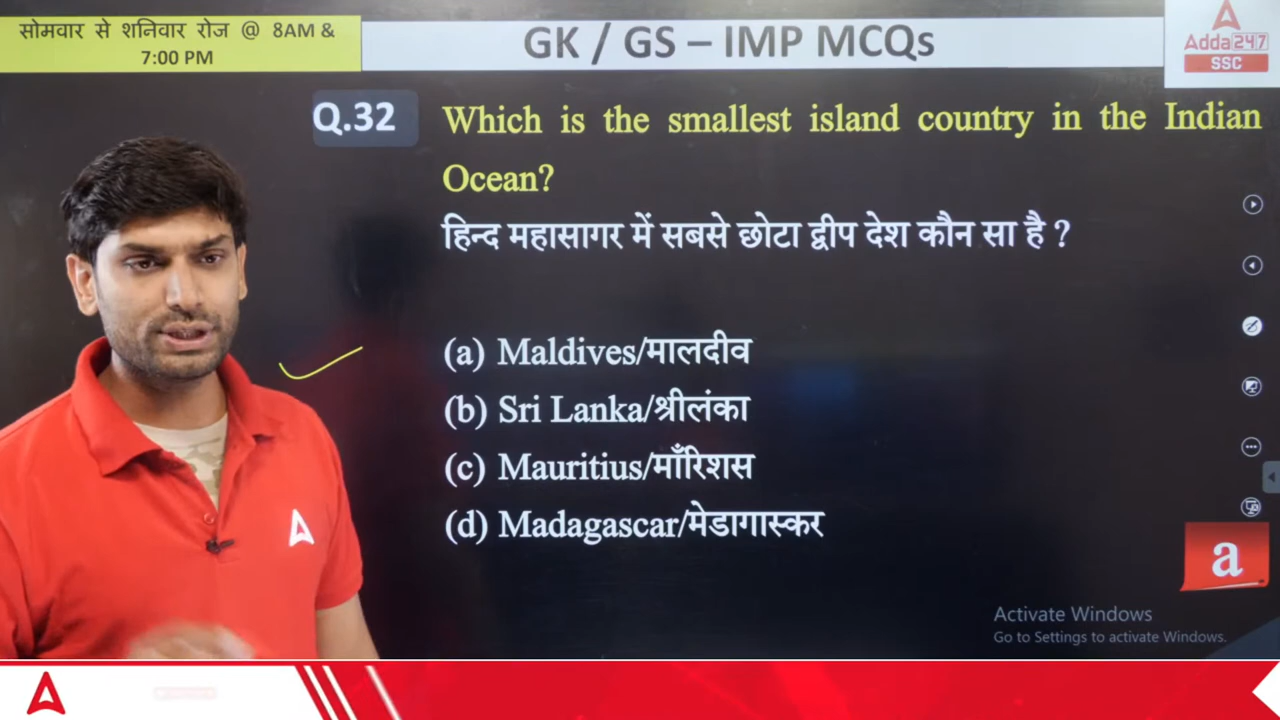 सोमवार से शनिवार रोज @ 8AM &
7:00 PM
GK / GS – IMP MCQs
Adda247
SSC
Q.32
Which is the smallest island country in the Indian
Ocean?
हिन्द महासागर में सबसे छोटा द्वीप देश कौन सा है ?
(a) Maldives/मालदीव
(b) Sri Lanka/श्रीलंका
(c) Mauritius/मॉरिशस
(d) Madagascar/मेडागास्कर
a
Activate Windows
Go to Settings to activate Windows.